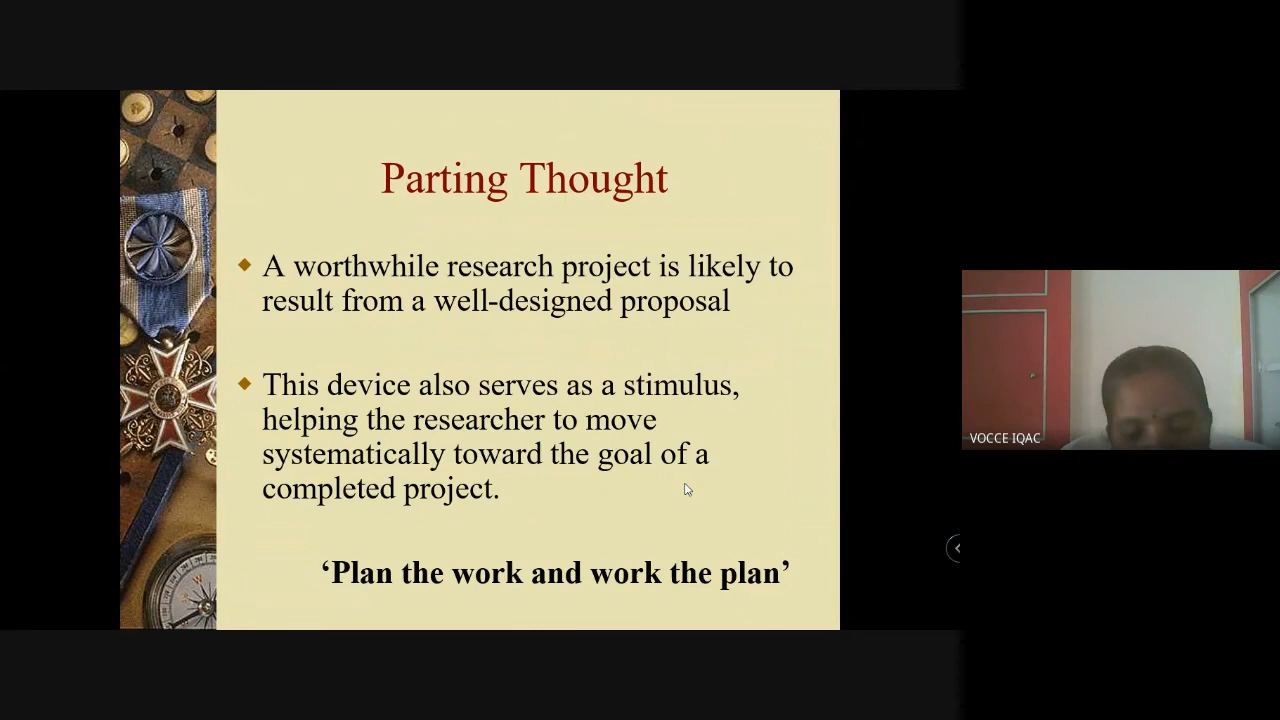 Parting Thought
A worthwhile research project is likely to
result from a well-designed proposal
This device also serves as a stimulus,
helping the researcher to move
systematically toward the goal of a
completed project.
‘Plan the work and work the plan’
VOCCE IQAC